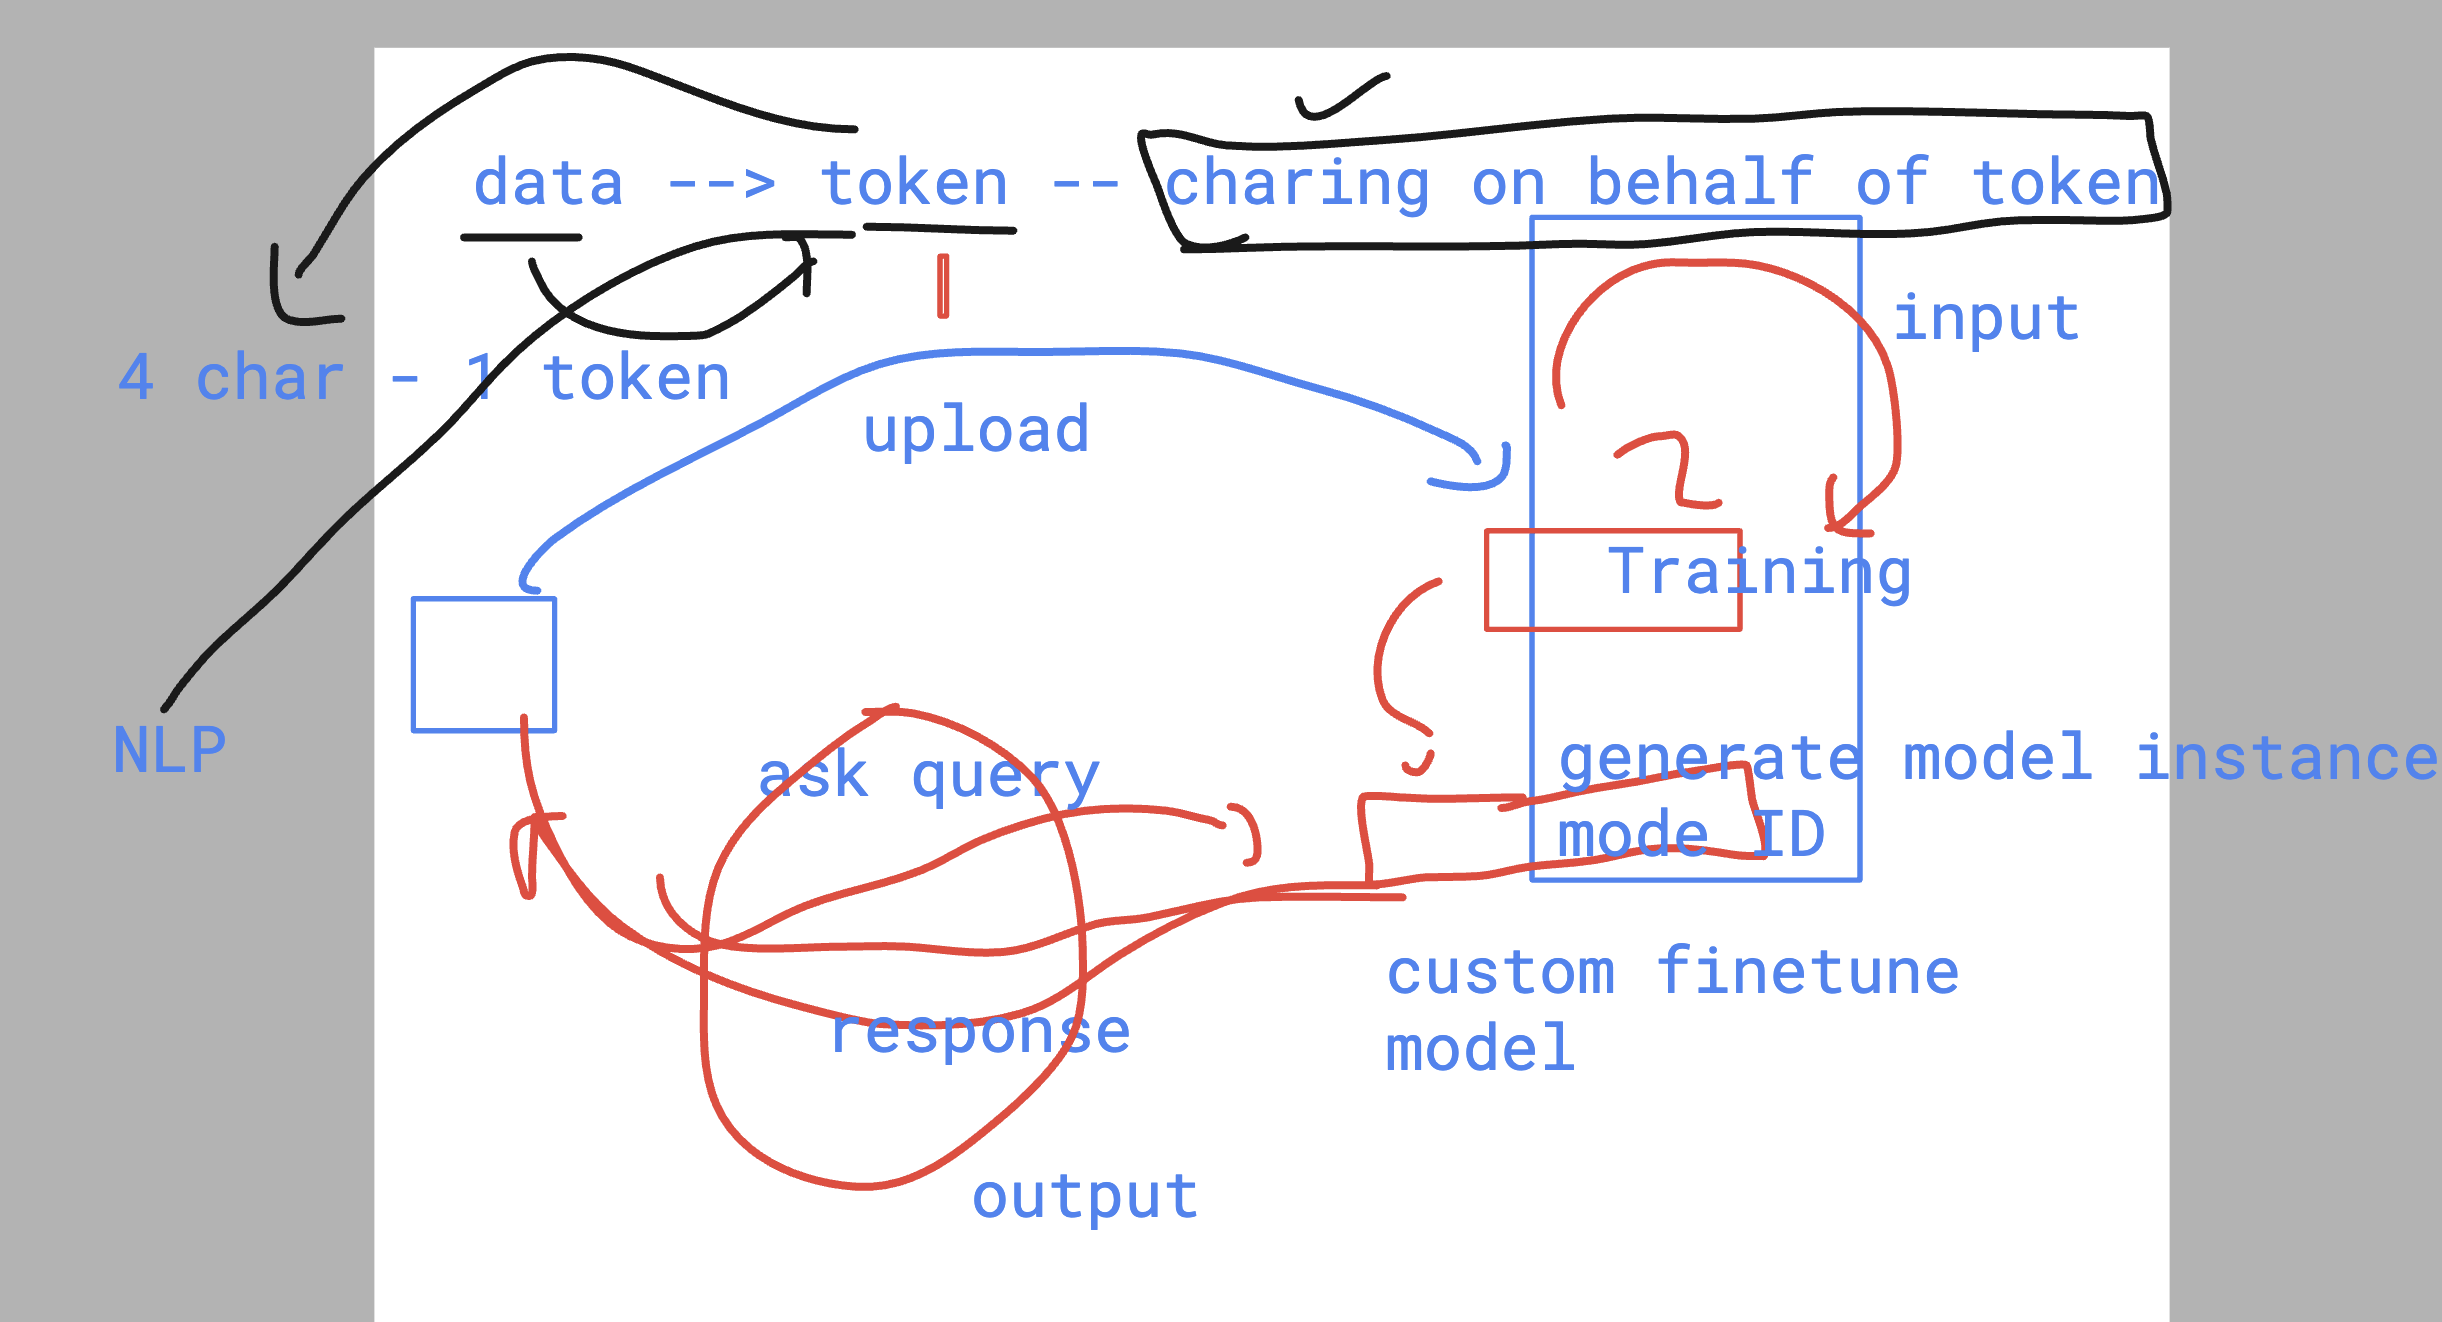 data --> token -- charing on behalf of token
input
4 char - 1 token
upload
2
Training
NLP
ask query
generate model instance
mode ID
custom finetune
model
response
output